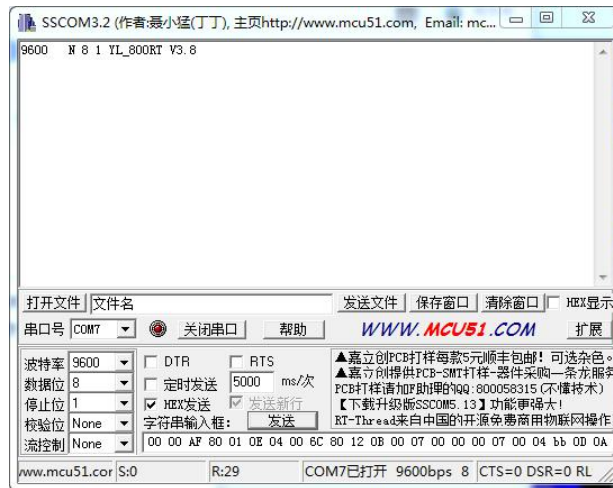 SSCOM3.2 (作者:聂小猛(丁丁), 主页http://www.mcu51.com, Email: mc...
9600 N 8 1 YL_800RT V3.8
打开文件 文件名 发送文件 保存窗口 清除窗口 HEX显示
串口号 COM7 关闭串口 帮助 WWW.MCU51.COM 扩展
波特率 9600 DTR RTS
数据位 8 定时发送 5000 ms/次
停止位 1 HEX发送 发送新行
校验位 None 字符串输入框: 发送
流控制 None 00 00 AF 80 01 0E 04 00 6C 80 12 0B 00 07 00 00 00 07 00 04 bb 0D 0A
▲嘉立创PCB打样每款5元顺丰包邮! 可选杂色。
▲嘉立创提供PCB-SMT打样-器件采购一条龙服务
PCB打样请加F助理的QQ:800058315(不懂技术)
【下载升级版SSCOM5.13】功能更强大!
RT-Thread来自中国的开源免费商用物联网操作
www.mcu51.cor S:0 R:29 COM7已打开 9600bps 8 CTS=0 DSR=0 RL